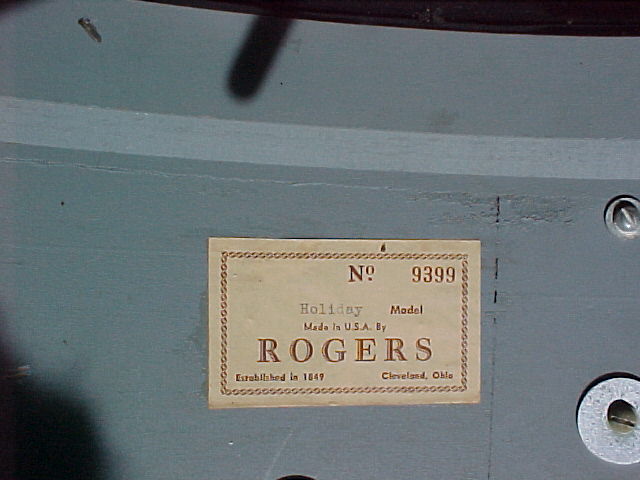 Nº 9399
Holiday Model
Made In U.S.A. By
ROGERS
Established in 1849 Cleveland, Ohio